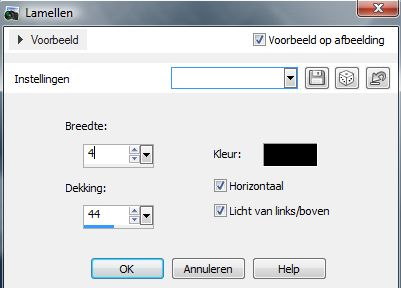 Lamellen
Voorbeeld
Voorbeeld op afbeelding
Instellingen
Breedte:
4
Kleur:
Dekking:
Horizontaal
44
Licht van links/boven
OK
Annuleren
Help